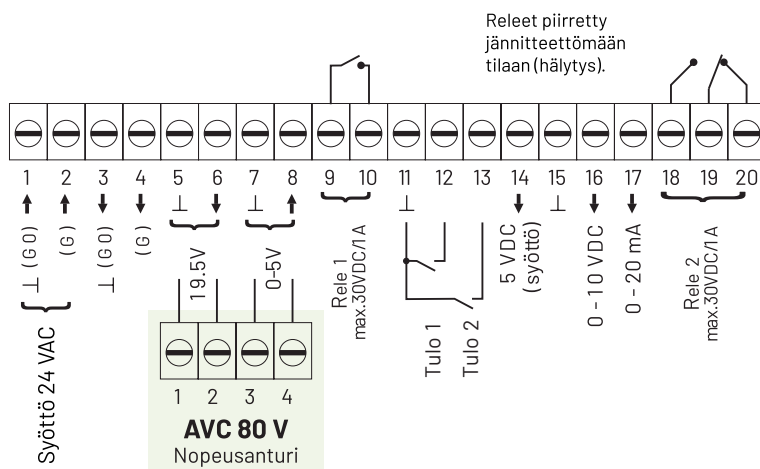 Releet piirretty
jännitteettömään
tilaan (hälytys).
1 2 3 4 5 6 7 8 9 10 11 12 13 14 15 16 17 18 19 20
⊥ (G0)
(G)
⊥ (G0)
(G)
⊥
19.5V
⊥
0-5V
Rele 1
max.30VDC/1 A
⊥
Tulo 1
Tulo 2
5 VDC
(syöttö)
⊥
0 - 10 VDC
0 - 20 mA
Rele 2
max.30VDC/1 A
Syöttö 24 VAC
1 2 3 4
AVC 80 V
Nopeusanturi